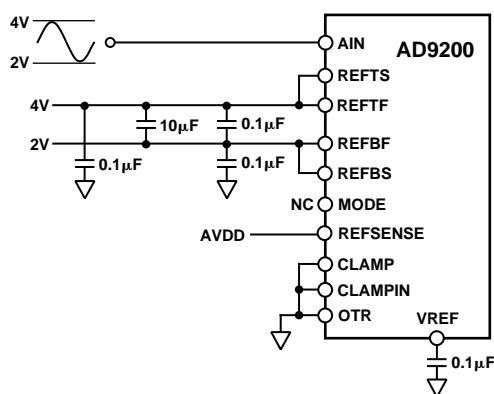 4V
2V
AIN
AD9200
REFTS
4V
REFTF
10µF
0.1µF
2V
REFBF
0.1µF
0.1µF
REFBS
NC
MODE
AVDD
REFSENSE
CLAMP
CLAMPIN
OTR
VREF
0.1µF